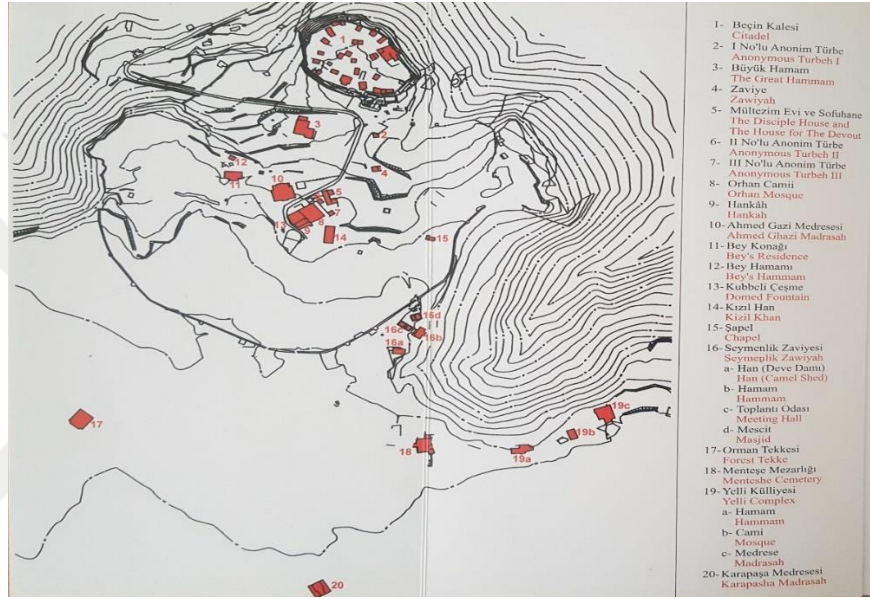 1- Beçin Kalesi
Citadel
2- I No'lu Anonim Türbe
Anonymous Turbeh I
3- Büyük Hamam
The Great Hammam
4- Zaviye
Zawiyah
5- Mültezim Evi ve Sofuhane
The Disciple House and
The House for The Devout
6- II No'lu Anonim Türbe
Anonymous Turbeh II
7- III No'lu Anonim Türbe
Anonymous Turbeh III
8- Orhan Camii
Orhan Mosque
9- Hankâh
Hankah
10-Ahmed Gazi Medresesi
Ahmed Ghazi Madrasah
11-Bey Konağı
Bey's Residence
12-Bey Hamamı
Bey's Hammam
13-Kubbeli Çeşme
Domed Fountain
14-Kızıl Han
Kizil Khan
15-Şapel
Chapel
16-Seymenlik Zaviyesi
Seymenlik Zawiyah
a- Han (Deve Damı)
Han (Camel Shed)
b- Hamam
Hammam
c- Toplantı Odası
Meeting Hall
d- Mescit
Masjid
17-Orman Tekkesi
Forest Tekke
18-Menteşe Mezarlığı
Menteshe Cemetery
19-Yelli Külliyesi
Yelli Complex
a- Hamam
Hammam
b- Cami
Mosque
c- Medrese
Madrasah
20-Karapaşa Medresesi
Karapasha Madrasah
1
3
2
12
11
10
4
5
7
8
13
9
14
15
16d
16c
16b
16a
17
18
19a
19b
19c
20